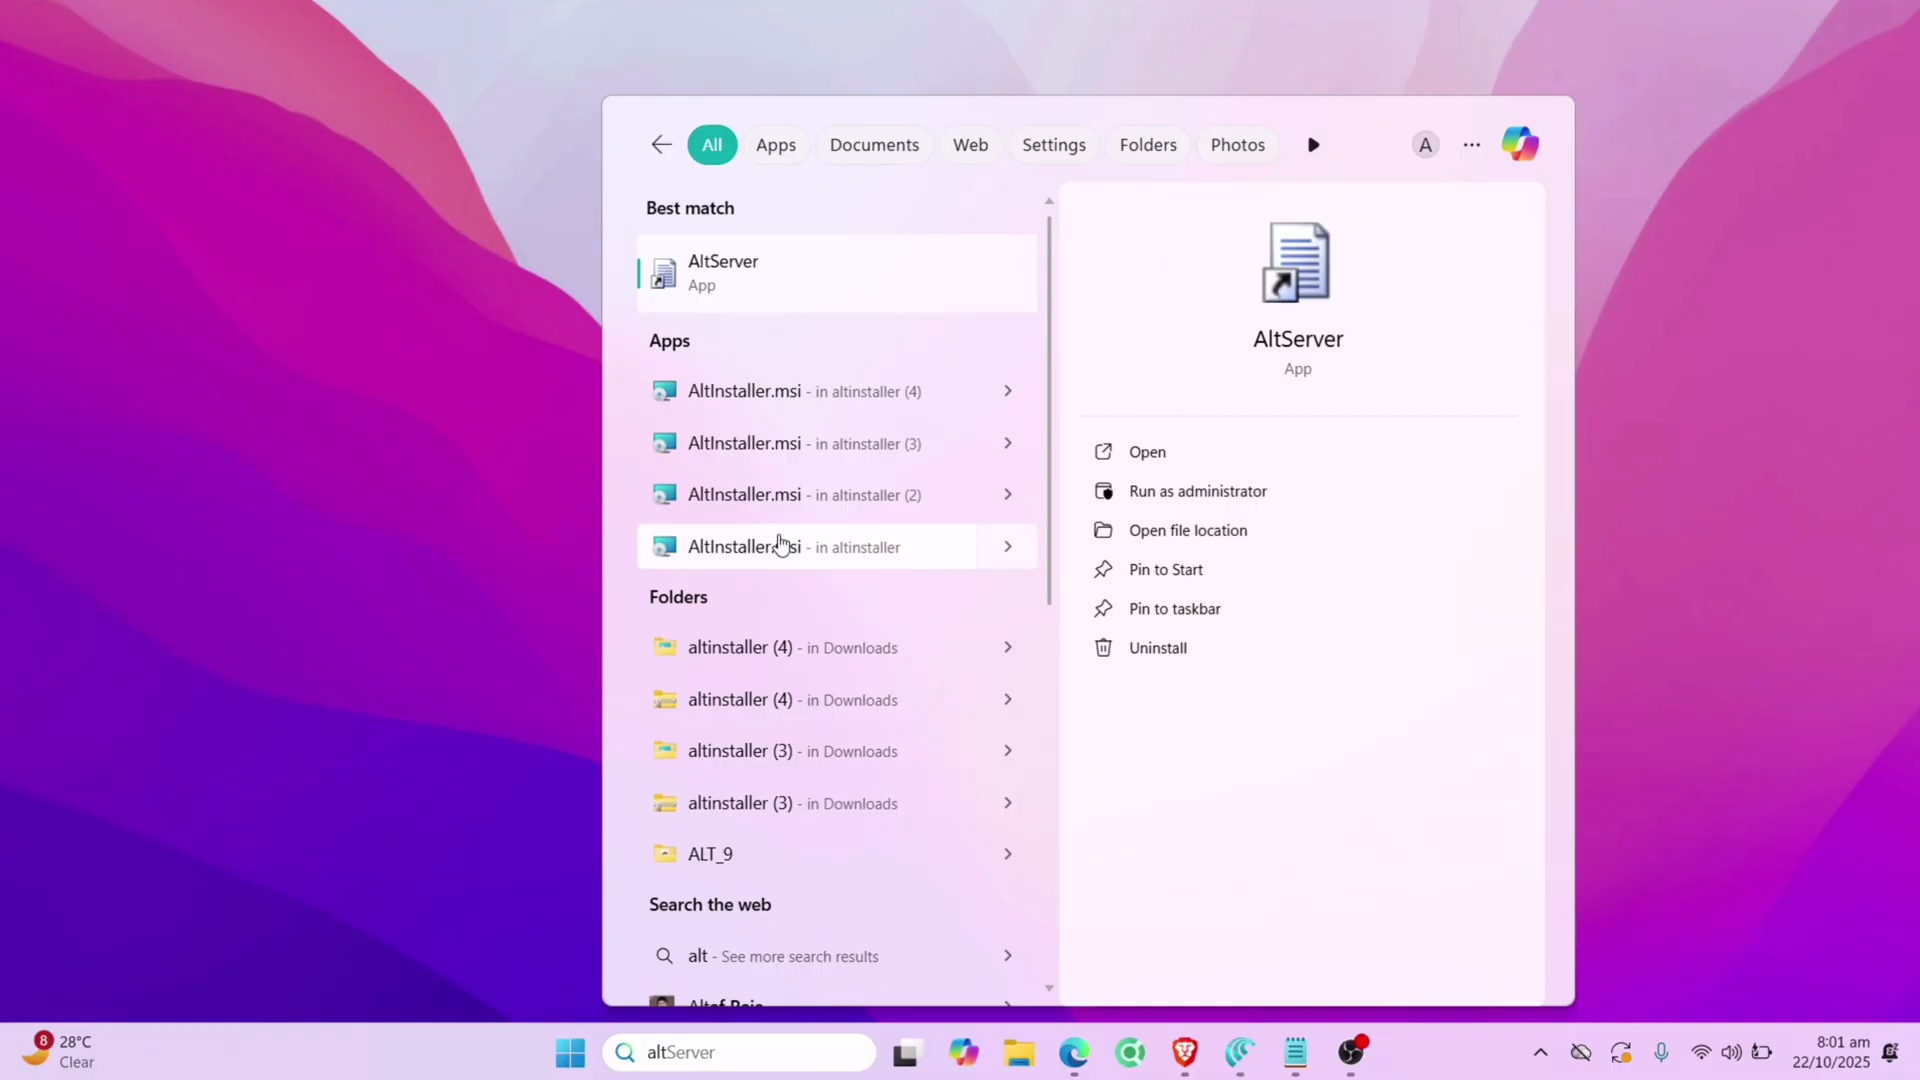 All
Apps
Documents
Web
Settings
Folders
Photos
A
Best match
AltServer
App
Apps
AltInstaller.msi - in altinstaller (4)
AltInstaller.msi - in altinstaller (3)
AltInstaller.msi - in altinstaller (2)
AltInstaller.msi - in altinstaller
Folders
altinstaller (4) - in Downloads
altinstaller (4) - in Downloads
altinstaller (3) - in Downloads
altinstaller (3) - in Downloads
ALT_9
Search the web
alt - See more search results
AltServer
App
Open
Run as administrator
Open file location
Pin to Start
Pin to taskbar
Uninstall
8
28°C
Clear
altServer
8:01 am
22/10/2025